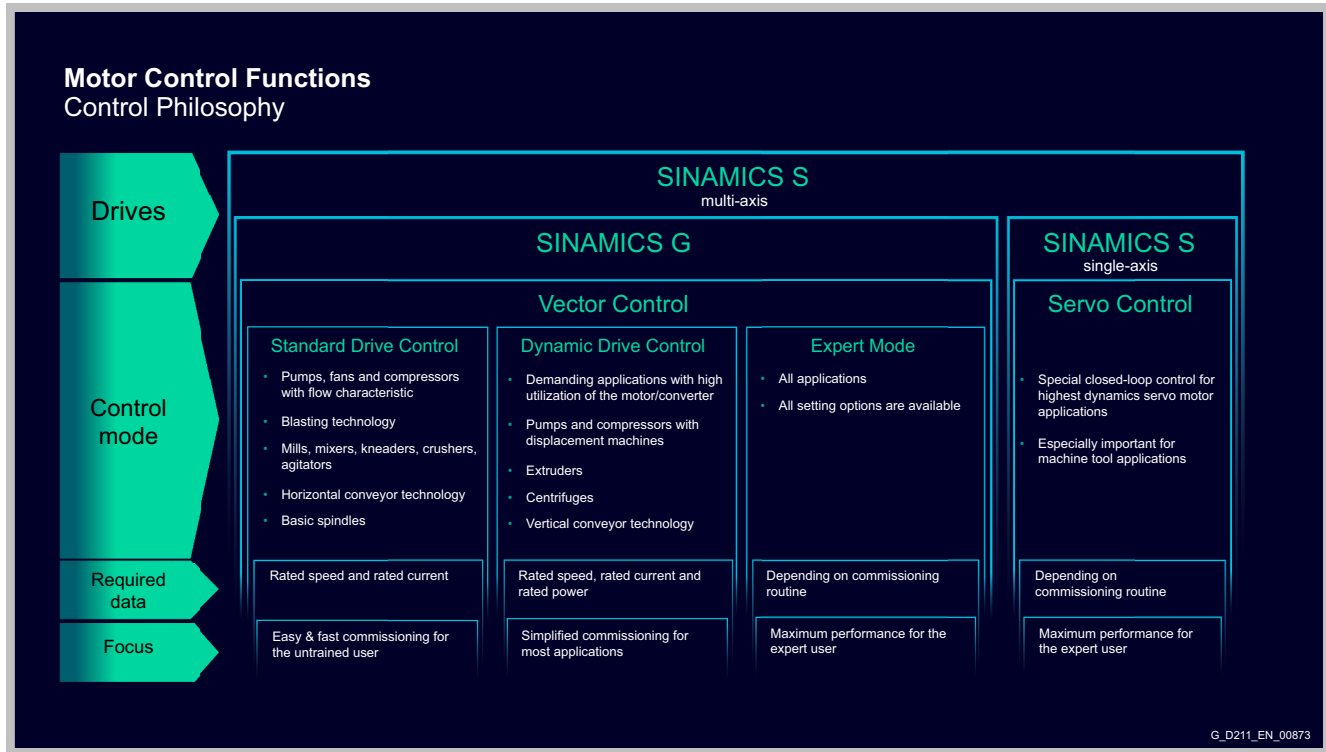 Motor Control Functions
Control Philosophy
Drives
SINAMICS S
multi-axis
SINAMICS G
SINAMICS S
single-axis
Control
mode
Vector Control
Servo Control
Standard Drive Control
• Pumps, fans and compressors
with flow characteristic
• Blasting technology
• Mills, mixers, kneaders, crushers,
agitators
• Horizontal conveyor technology
• Basic spindles
Dynamic Drive Control
• Demanding applications with high
utilization of the motor/converter
• Pumps and compressors with
displacement machines
• Extruders
• Centrifuges
• Vertical conveyor technology
Expert Mode
• All applications
• All setting options are available
• Special closed-loop control for
highest dynamics servo motor
applications
• Especially important for
machine tool applications
Required
data
Rated speed and rated current
Rated speed, rated current and
rated power
Depending on commissioning
routine
Depending on
commissioning routine
Focus
Easy & fast commissioning for
the untrained user
Simplified commissioning for
most applications
Maximum performance for the
expert user
Maximum performance for
the expert user
G_D211_EN_00873